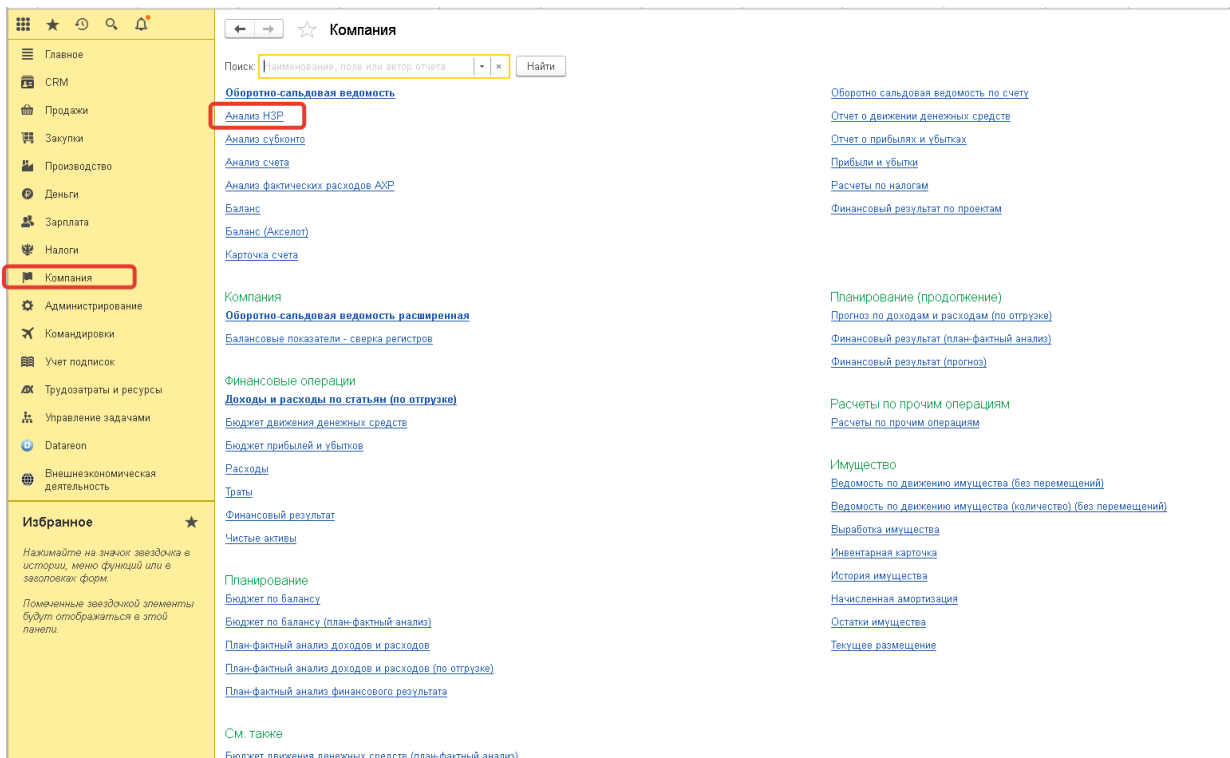 Главное
CRM
Продажи
Закупки
Производство
Деньги
Зарплата
Налоги
Компания
Администрирование
Командировки
Учет подписок
Трудозатраты и ресурсы
Управление задачами
Datareon
Внешнеэкономическая
деятельность
Избранное
Нажимайте на значок звездочка в
истории, меню функций или в
заголовках форм.
Помеченные звездочкой элементы
будут отображаться в этой
панели.
Компания
Поиск: Наименование, поле или автор отчета Найти
Оборотно-сальдовая ведомость
Анализ НЗР
Анализ субконто
Анализ счета
Анализ фактических расходов АХР
Баланс
Баланс (Акселот)
Карточка счета
Компания
Оборотно-сальдовая ведомость расширенная
Балансовые показатели - сверка регистров
Финансовые операции
Доходы и расходы по статьям (по отгрузке)
Бюджет движения денежных средств
Бюджет прибылей и убытков
Расходы
Траты
Финансовый результат
Чистые активы
Планирование
Бюджет по балансу
Бюджет по балансу (план-фактный анализ)
План-фактный анализ доходов и расходов
План-фактный анализ доходов и расходов (по отгрузке)
План-фактный анализ финансового результата
См. также
Бюджет движения денежных средств (план-фактный анализ)
Оборотно сальдовая ведомость по счету
Отчет о движении денежных средств
Отчет о прибылях и убытках
Прибыли и убытки
Расчеты по налогам
Финансовый результат по проектам
Планирование (продолжение)
Прогноз по доходам и расходам (по отгрузке)
Финансовый результат (план-фактный анализ)
Финансовый результат (прогноз)
Расчеты по прочим операциям
Расчеты по прочим операциям
Имущество
Ведомость по движению имущества (без перемещений)
Ведомость по движению имущества (количество) (без перемещений)
Выработка имущества
Инвентарная карточка
История имущества
Начисленная амортизация
Остатки имущества
Текущее размещение